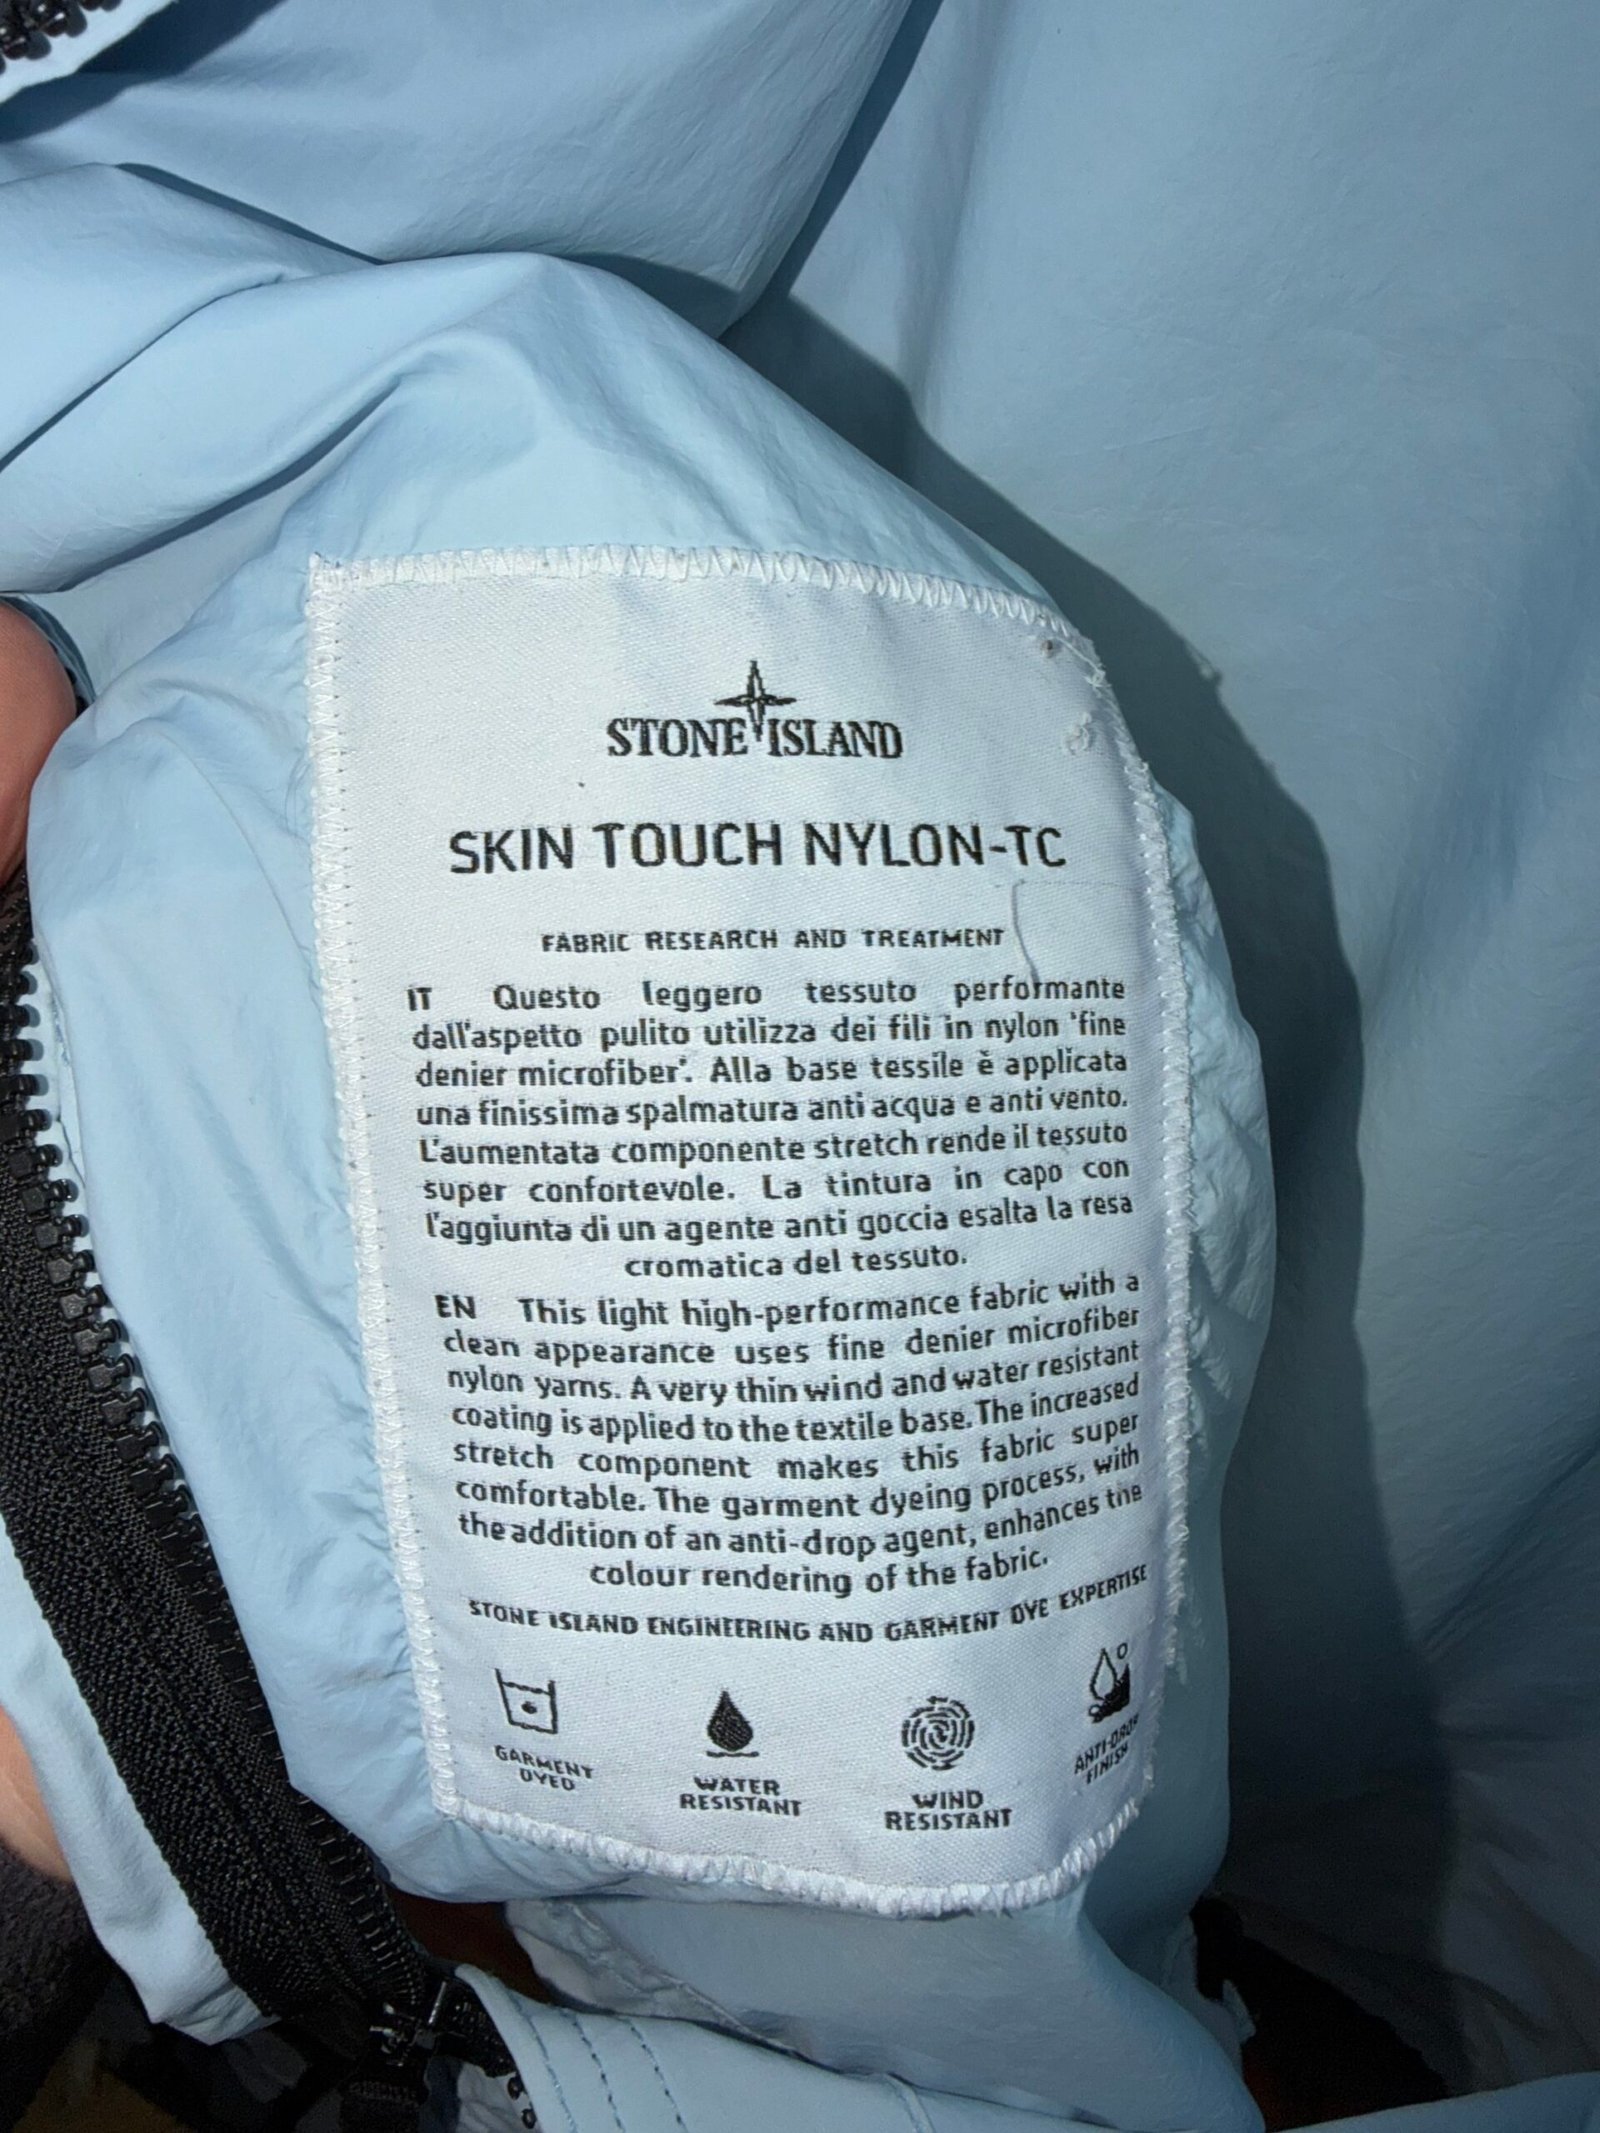 STONE ISLAND
SKIN TOUCH NYLON-TC
FABRIC RESEARCH AND TREATMENT
IT Questo leggero tessuto performante
dall'aspetto pulito utilizza dei fili in nylon 'fine
denier microfiber'. Alla base tessile è applicata
una finissima spalmatura anti acqua e anti vento.
L'aumentata componente stretch rende il tessuto
super confortevole. La tintura in capo con
l'aggiunta di un agente anti goccia esalta la resa
cromatica del tessuto.
EN This light high-performance fabric with a
clean appearance uses fine denier microfiber
nylon yarns. A very thin wind and water resistant
coating is applied to the textile base. The increased
stretch component makes this fabric super
comfortable. The garment dyeing process, with
the addition of an anti-drop agent, enhances the
colour rendering of the fabric.
STONE ISLAND ENGINEERING AND GARMENT DYE EXPERTISE
GARMENT
DYED
WATER
RESISTANT
WIND
RESISTANT
ANTI-DROP
FINISH